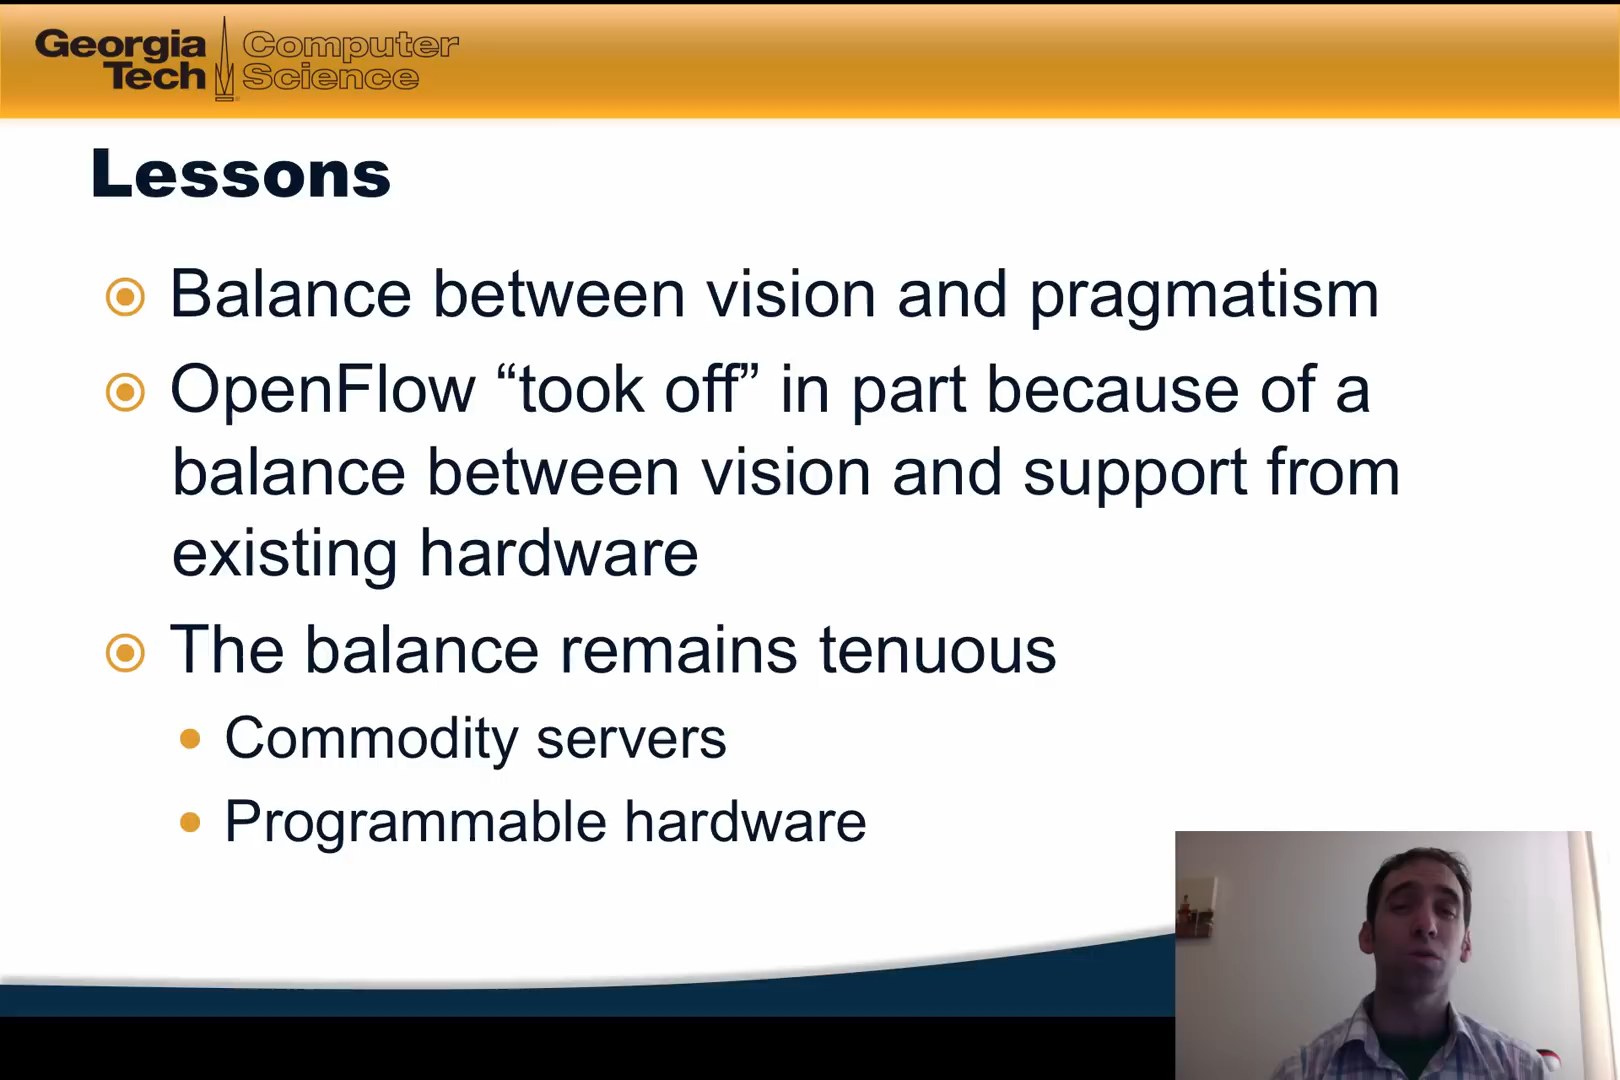 Georgia Tech
Computer Science
Lessons
Balance between vision and pragmatism
OpenFlow “took off” in part because of a
balance between vision and support from
existing hardware
The balance remains tenuous
Commodity servers
Programmable hardware